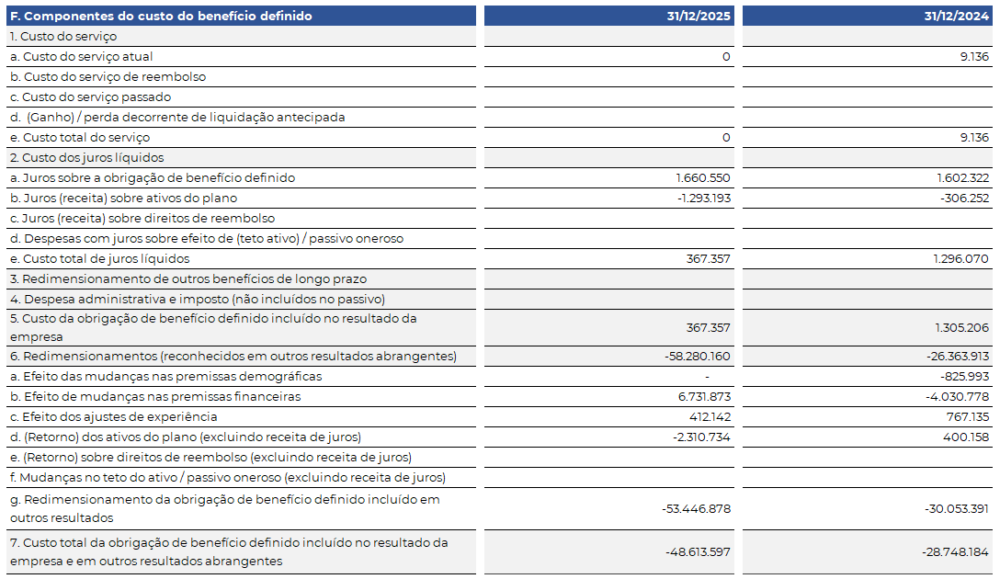 F. Componentes do custo do benefício definido 31/12/2025 31/12/2024
1. Custo do serviço
a. Custo do serviço atual 0 9.136
b. Custo do serviço de reembolso
c. Custo do serviço passado
d.  (Ganho) / perda decorrente de liquidação antecipada
e. Custo total do serviço 0 9.136
2. Custo dos juros líquidos
a. Juros sobre a obrigação de benefício definido 1.660.550 1.602.322
b. Juros (receita) sobre ativos do plano -1.293.193 -306.252
c. Juros (receita) sobre direitos de reembolso
d. Despesas com juros sobre efeito de (teto ativo) / passivo oneroso
e. Custo total de juros líquidos 367.357 1.296.070
3. Redimensionamento de outros benefícios de longo prazo
4. Despesa administrativa e imposto (não incluídos no passivo)
5. Custo da obrigação de benefício definido incluído no resultado da
empresa 367.357 1.305.206
6. Redimensionamentos (reconhecidos em outros resultados abrangentes) -58.280.160 -26.363.913
a. Efeito das mudanças nas premissas demográficas - -825.993
b. Efeito de mudanças nas premissas financeiras 6.731.873 -4.030.778
c. Efeito dos ajustes de experiência 412.142 767.135
d. (Retorno) dos ativos do plano (excluindo receita de juros) -2.310.734 400.158
e. (Retorno) sobre direitos de reembolso (excluindo receita de juros)
f. Mudanças no teto do ativo / passivo oneroso (excluindo receita de juros)
g. Redimensionamento da obrigação de benefício definido incluído em
outros resultados -53.446.878 -30.053.391
7. Custo total da obrigação de benefício definido incluído no resultado da
empresa e em outros resultados abrangentes -48.613.597 -28.748.184